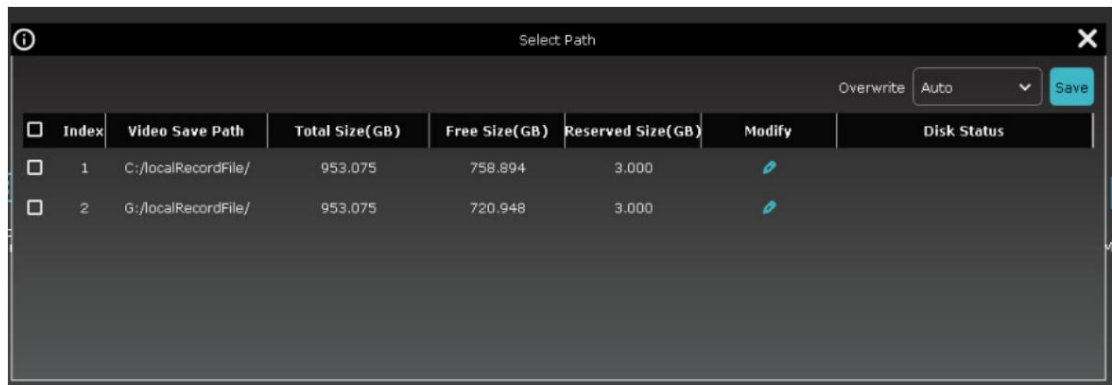 Select Path
Overwrite Auto Save
Index Video Save Path Total Size(GB) Free Size(GB) Reserved Size(GB) Modify Disk Status
1 C:/localRecordFile/ 953.075 758.894 3.000
2 G:/localRecordFile/ 953.075 720.948 3.000